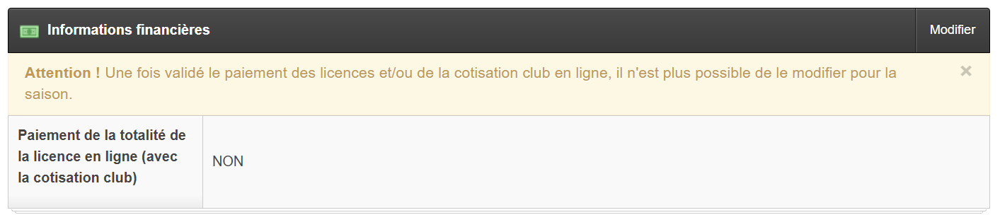 Informations financières
Modifier
Attention ! Une fois validé le paiement des licences et/ou de la cotisation club en ligne, il n'est plus possible de le modifier pour la
saison.
×
Paiement de la totalité de
la licence en ligne (avec
la cotisation club)
NON